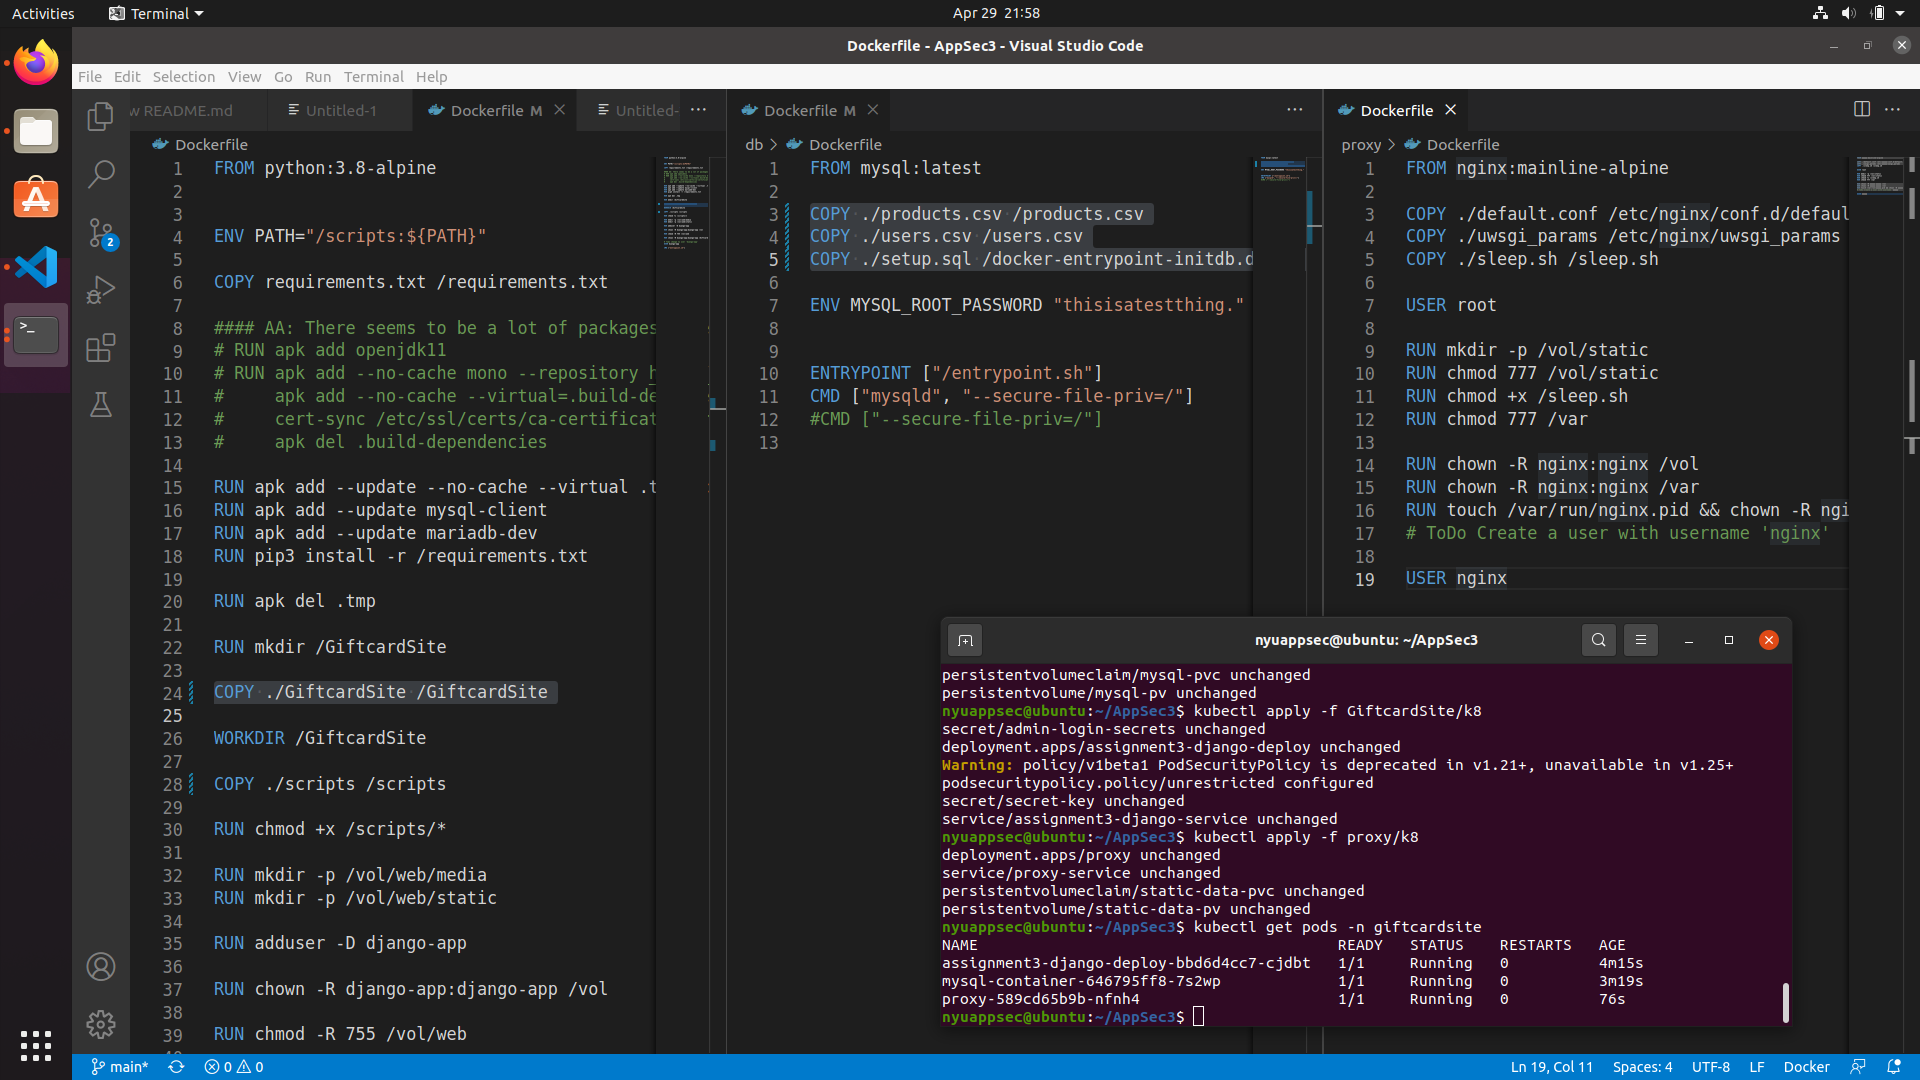 Activities
Terminal
Apr 29 21:58
Dockerfile - AppSec3 - Visual Studio Code
File Edit Selection View Go Run Terminal Help
w README.md
Untitled-1
Dockerfile M
Untitled-
Dockerfile
1 FROM python:3.8-alpine
2
3
4 ENV PATH="/scripts:${PATH}"
5
6 COPY requirements.txt /requirements.txt
7
8 #### AA: There seems to be a lot of packages
9 # RUN apk add openjdk11
10 # RUN apk add --no-cache mono --repository h
11 #     apk add --no-cache --virtual=.build-de
12 #     cert-sync /etc/ssl/certs/ca-certificat
13 #     apk del .build-dependencies
14
15 RUN apk add --update --no-cache --virtual .t
16 RUN apk add --update mysql-client
17 RUN apk add --update mariadb-dev
18 RUN pip3 install -r /requirements.txt
19
20 RUN apk del .tmp
21
22 RUN mkdir /GiftcardSite
23
24 COPY ./GiftcardSite /GiftcardSite
25
26 WORKDIR /GiftcardSite
27
28 COPY ./scripts /scripts
29
30 RUN chmod +x /scripts/*
31
32 RUN mkdir -p /vol/web/media
33 RUN mkdir -p /vol/web/static
34
35 RUN adduser -D django-app
36
37 RUN chown -R django-app:django-app /vol
38
39 RUN chmod -R 755 /vol/web
Dockerfile M
db > Dockerfile
1 FROM mysql:latest
2
3 COPY ./products.csv /products.csv
4 COPY ./users.csv /users.csv
5 COPY ./setup.sql /docker-entrypoint-initdb.d
6
7 ENV MYSQL_ROOT_PASSWORD "thisisatestthing."
8
9
10 ENTRYPOINT ["/entrypoint.sh"]
11 CMD ["mysqld", "--secure-file-priv=/"]
12 #CMD ["--secure-file-priv=/"]
13
Dockerfile
proxy > Dockerfile
1 FROM nginx:mainline-alpine
2
3 COPY ./default.conf /etc/nginx/conf.d/defaul
4 COPY ./uwsgi_params /etc/nginx/uwsgi_params
5 COPY ./sleep.sh /sleep.sh
6
7 USER root
8
9 RUN mkdir -p /vol/static
10 RUN chmod 777 /vol/static
11 RUN chmod +x /sleep.sh
12 RUN chmod 777 /var
13
14 RUN chown -R nginx:nginx /vol
15 RUN chown -R nginx:nginx /var
16 RUN touch /var/run/nginx.pid && chown -R ngi
17 # ToDo Create a user with username 'nginx'
18
19 USER nginx
nyuappsec@ubuntu: ~/AppSec3
persistentvolumeclaim/mysql-pvc unchanged
persistentvolume/mysql-pv unchanged
nyuappsec@ubuntu:~/AppSec3$ kubectl apply -f GiftcardSite/k8
secret/admin-login-secrets unchanged
deployment.apps/assignment3-django-deploy unchanged
Warning: policy/v1beta1 PodSecurityPolicy is deprecated in v1.21+, unavailable in v1.25+
podsecuritypolicy.policy/unrestricted configured
secret/secret-key unchanged
service/assignment3-django-service unchanged
nyuappsec@ubuntu:~/AppSec3$ kubectl apply -f proxy/k8
deployment.apps/proxy unchanged
service/proxy-service unchanged
persistentvolumeclaim/static-data-pvc unchanged
persistentvolume/static-data-pv unchanged
nyuappsec@ubuntu:~/AppSec3$ kubectl get pods -n giftcardsite
NAME READY STATUS RESTARTS AGE
assignment3-django-deploy-bbd6d4cc7-cjdbt 1/1 Running 0 4m15s
mysql-container-646795ff8-7s2wp 1/1 Running 0 3m19s
proxy-589cd65b9b-nfnh4 1/1 Running 0 76s
nyuappsec@ubuntu:~/AppSec3$
2
main*
0 0
Ln 19, Col 11
Spaces: 4
UTF-8
LF
Docker